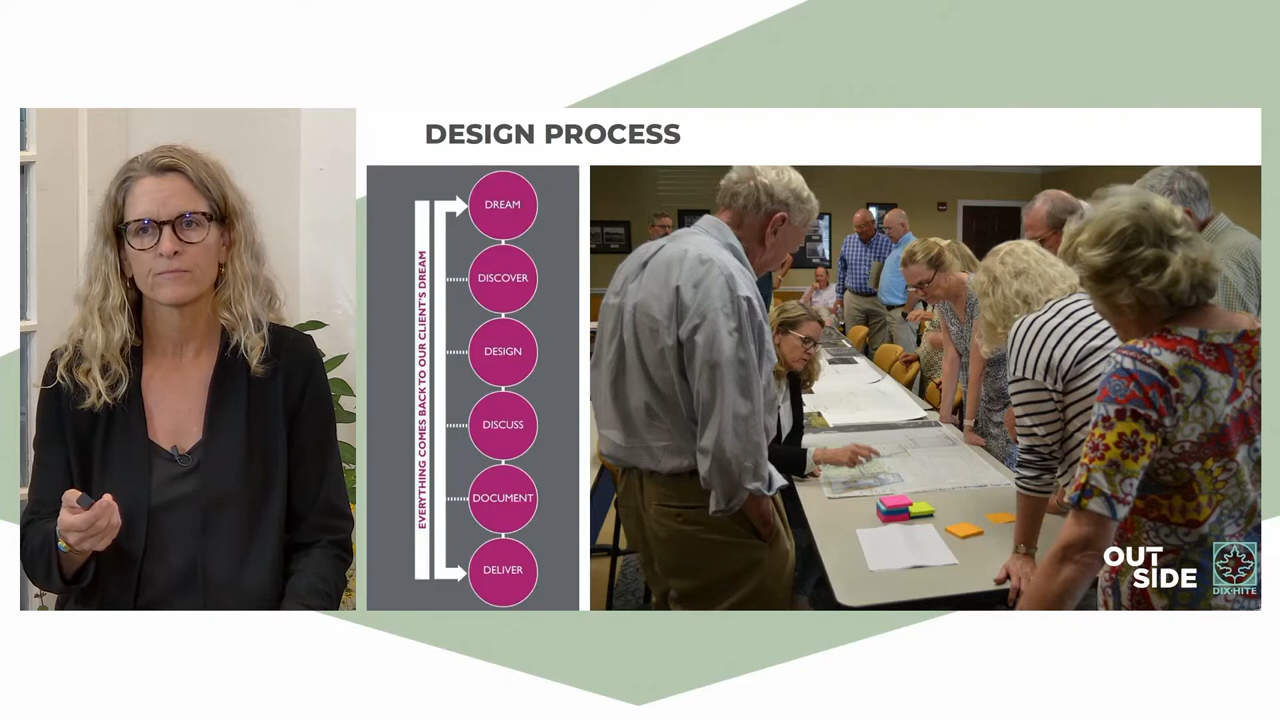 DESIGN PROCESS
EVERYTHING COMES BACK TO OUR CLIENT'S DREAM
DREAM
DISCOVER
DESIGN
DISCUSS
DOCUMENT
DELIVER
OUT
SIDE
DIX·HITE